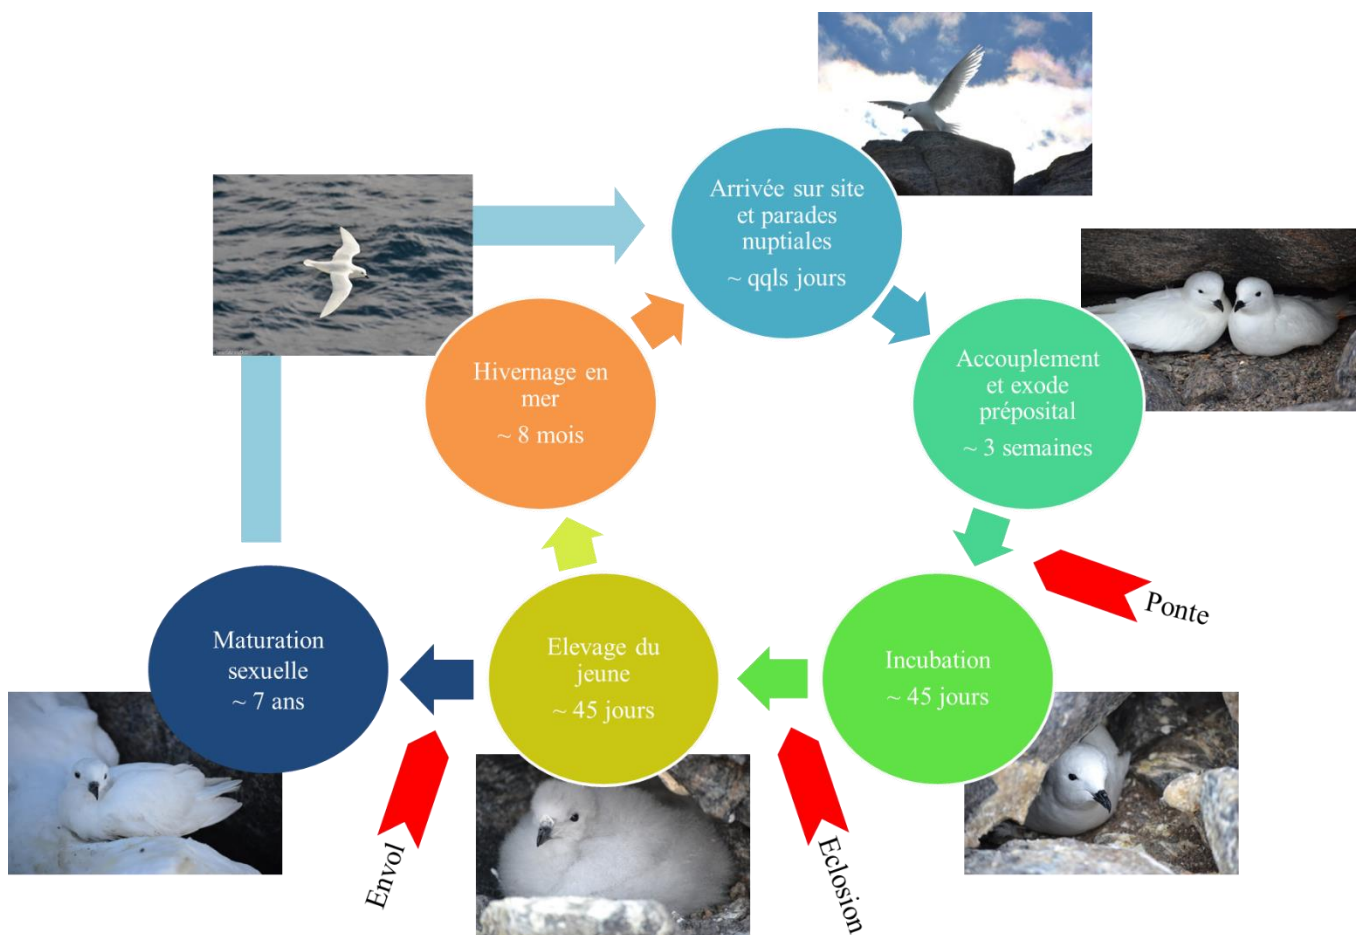 Arrivée sur site
et parades
nuptiales
~ qqls jours
Accouplement
et exode
préposital
~ 3 semaines
Ponte
Incubation
~ 45 jours
Eclosion
Elevage du
jeune
~ 45 jours
Envol
Maturation
sexuelle
~ 7 ans
Hivernage en
mer
~ 8 mois